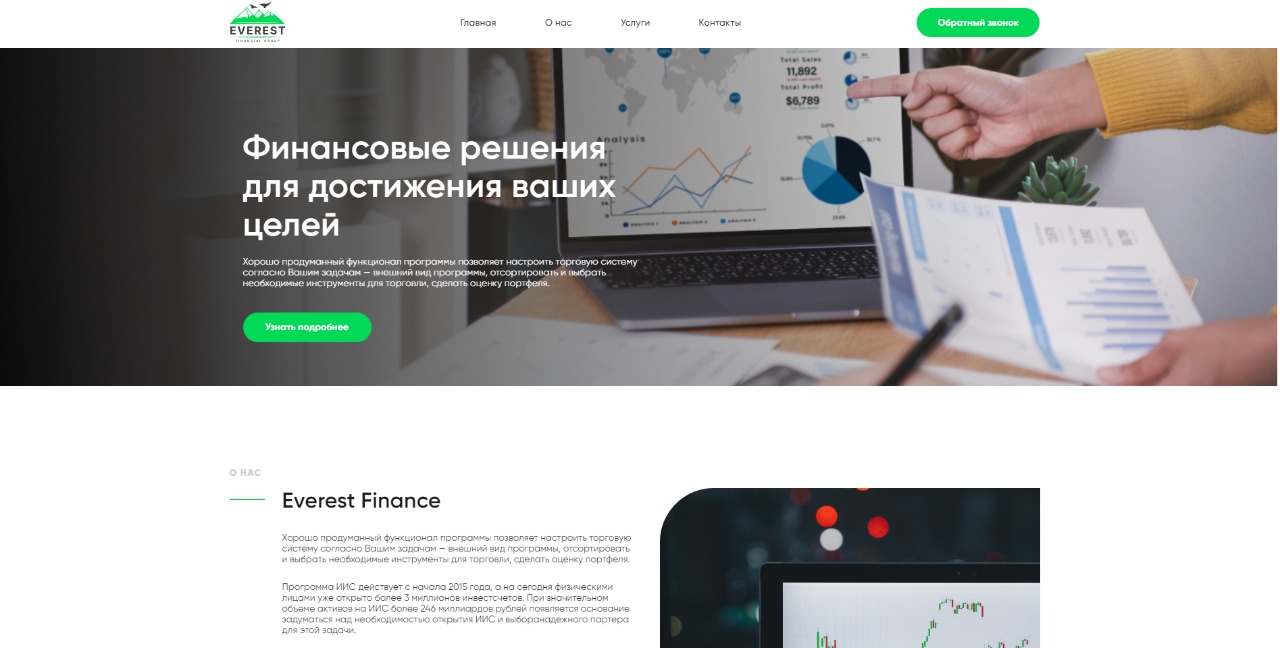 EVEREST
FINANCIAL GROUP
Главная
О нас
Услуги
Контакты
Обратный звонок
Total Sales
11,892
Total Profit
$6,789
Analysis
Финансовые решения
для достижения ваших
целей
Хорошо продуманный функционал программы позволяет настроить торговую систему
согласно Вашим задачам — внешний вид программы, отсортировать и выбрать
необходимые инструменты для торговли, сделать оценку портфеля.
Узнать подробнее
О НАС
Everest Finance
Хорошо продуманный функционал программы позволяет настроить торговую
систему согласно Вашим задачам — внешний вид программы, отсортировать
и выбрать необходимые инструменты для торговли, сделать оценку портфеля.
Программа ИИС действует с начала 2015 года, а на сегодня физическими
лицами уже открыто более 3 миллионов инвестсчетов. При значительном
объеме активов на ИИС более 246 миллиардов рублей появляется основание
задуматься над необходимостью открытия ИИС и выборанадежного партера
для этой задачи.